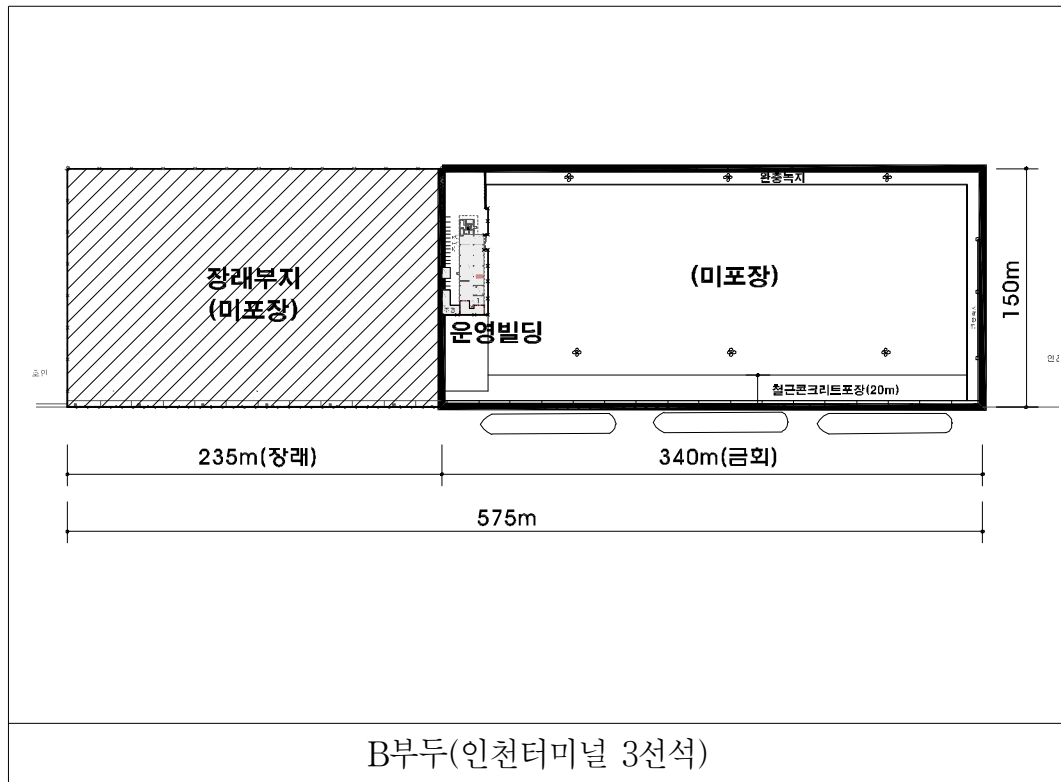 완충녹지
장래부지
(미포장)
(미포장)
150m
운영빌딩
철근콘크리트포장(20m)
235m(장래)
340m(금회)
575m
B부두(인천터미널 3선석)